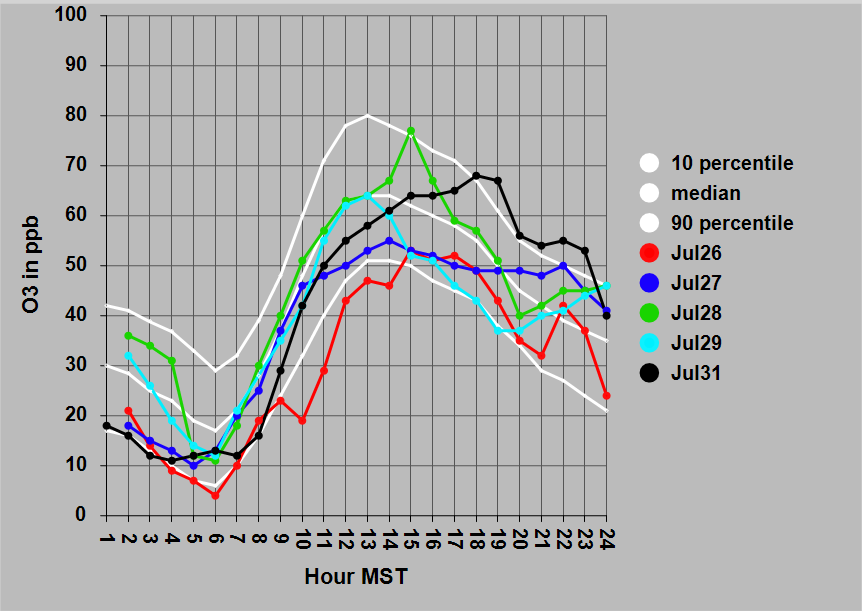 100
90
80
70
60
50
40
30
20
10
0
O3 in ppb
1 2 3 4 5 6 7 8 9 10 11 12 13 14 15 16 17 18 19 20 21 22 23 24
Hour MST
10 percentile
median
90 percentile
Jul26
Jul27
Jul28
Jul29
Jul31